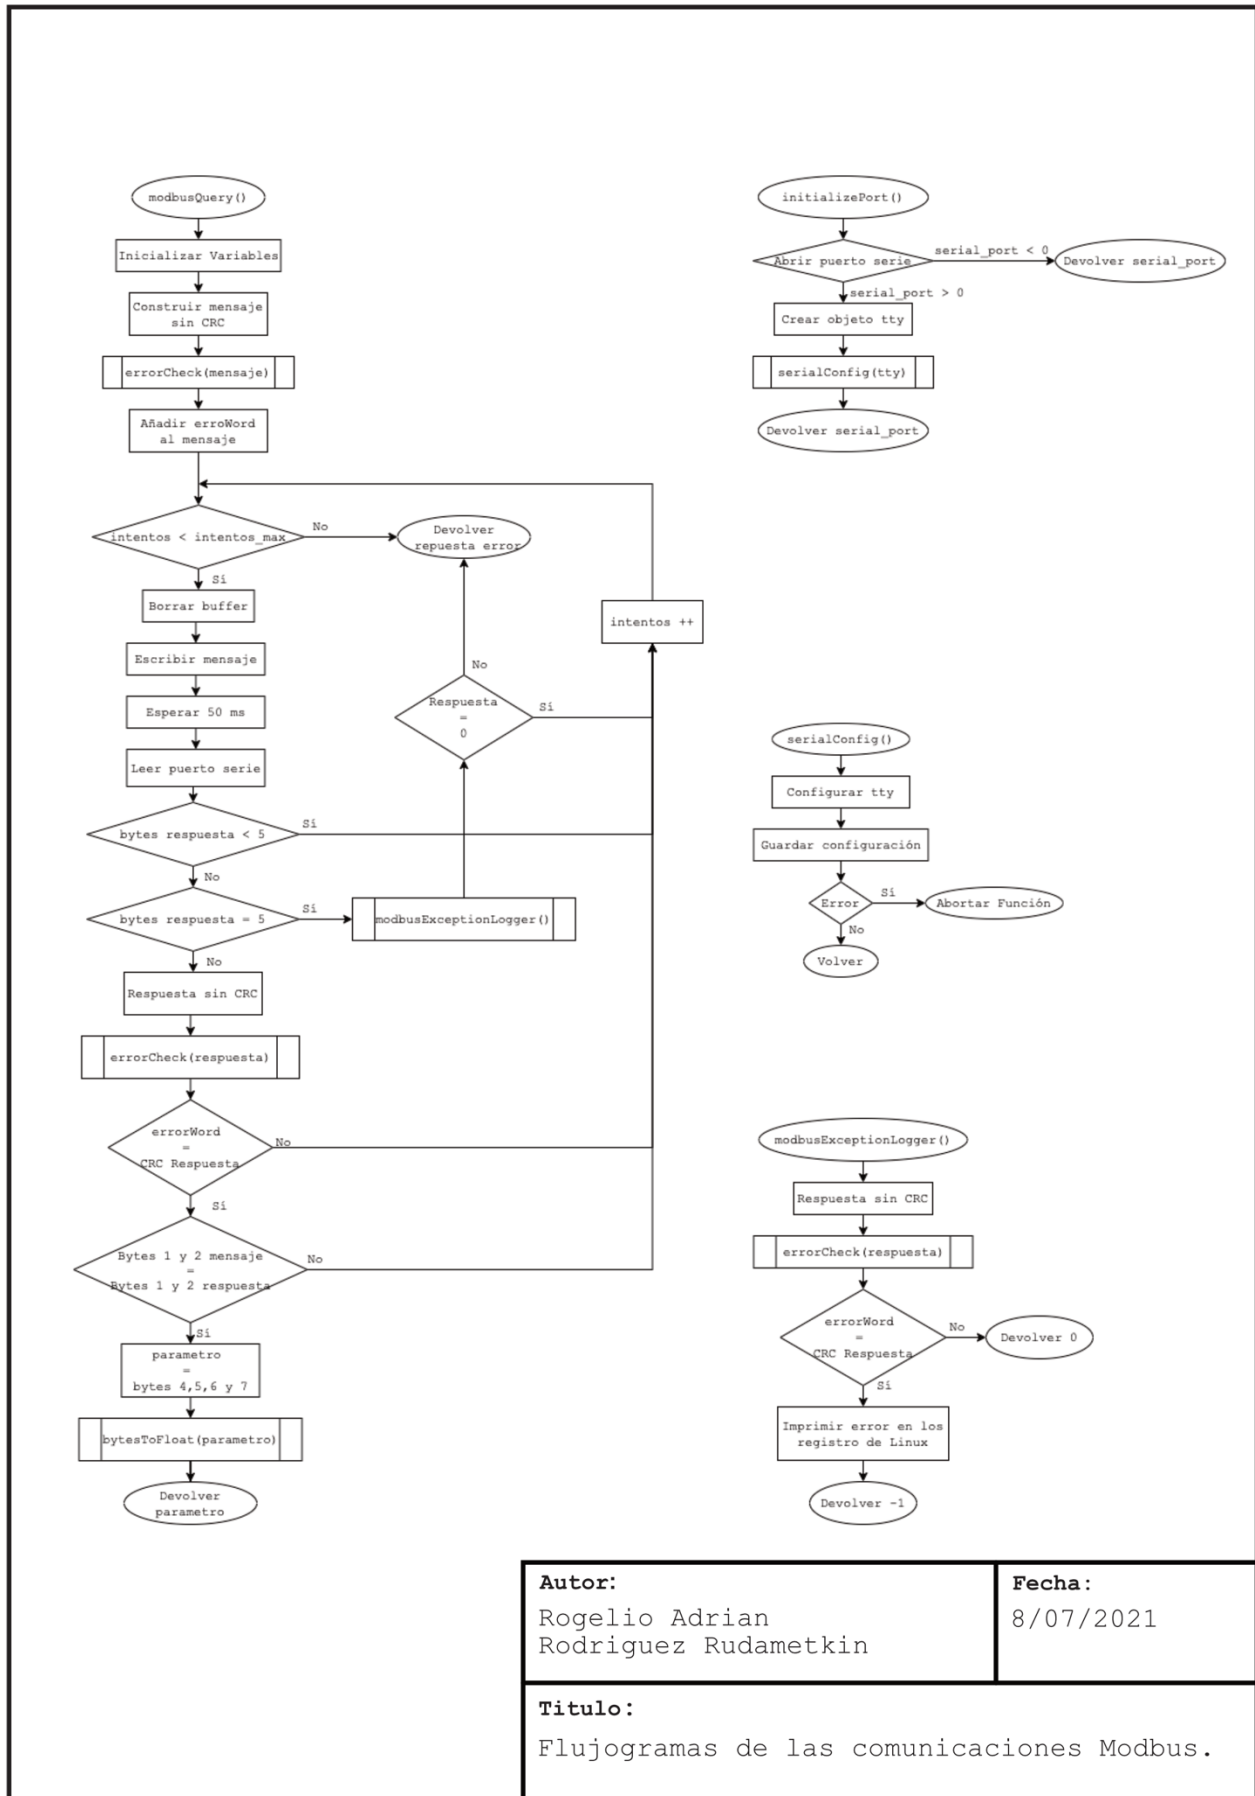 modbusQuery()
Inicializar Variables
Construir mensaje
sin CRC
errorCheck(mensaje)
Añadir erroWord
al mensaje
intentos < intentos_max
No
Devolver
repuesta error
Sí
Borrar buffer
intentos ++
Escribir mensaje
No
Esperar 50 ms
Respuesta
=
0
Sí
Leer puerto serie
bytes respuesta < 5
Sí
No
bytes respuesta = 5
Sí
modbusExceptionLogger()
No
Respuesta sin CRC
errorCheck(respuesta)
errorWord
=
CRC Respuesta
No
Sí
Bytes 1 y 2 mensaje
=
Bytes 1 y 2 respuesta
No
Sí
parametro
=
bytes 4,5,6 y 7
bytesToFloat(parametro)
Devolver
parametro
initializePort()
Abrir puerto serie
serial_port < 0
Devolver serial_port
serial_port > 0
Crear objeto tty
serialConfig(tty)
Devolver serial_port
serialConfig()
Configurar tty
Guardar configuración
Error
Sí
Abortar Función
No
Volver
modbusExceptionLogger()
Respuesta sin CRC
errorCheck(respuesta)
errorWord
=
CRC Respuesta
No
Devolver 0
Sí
Imprimir error en los
registro de Linux
Devolver -1
Autor:
Rogelio Adrian
Rodriguez Rudametkin
Fecha:
8/07/2021
Titulo:
Flujogramas de las comunicaciones Modbus.